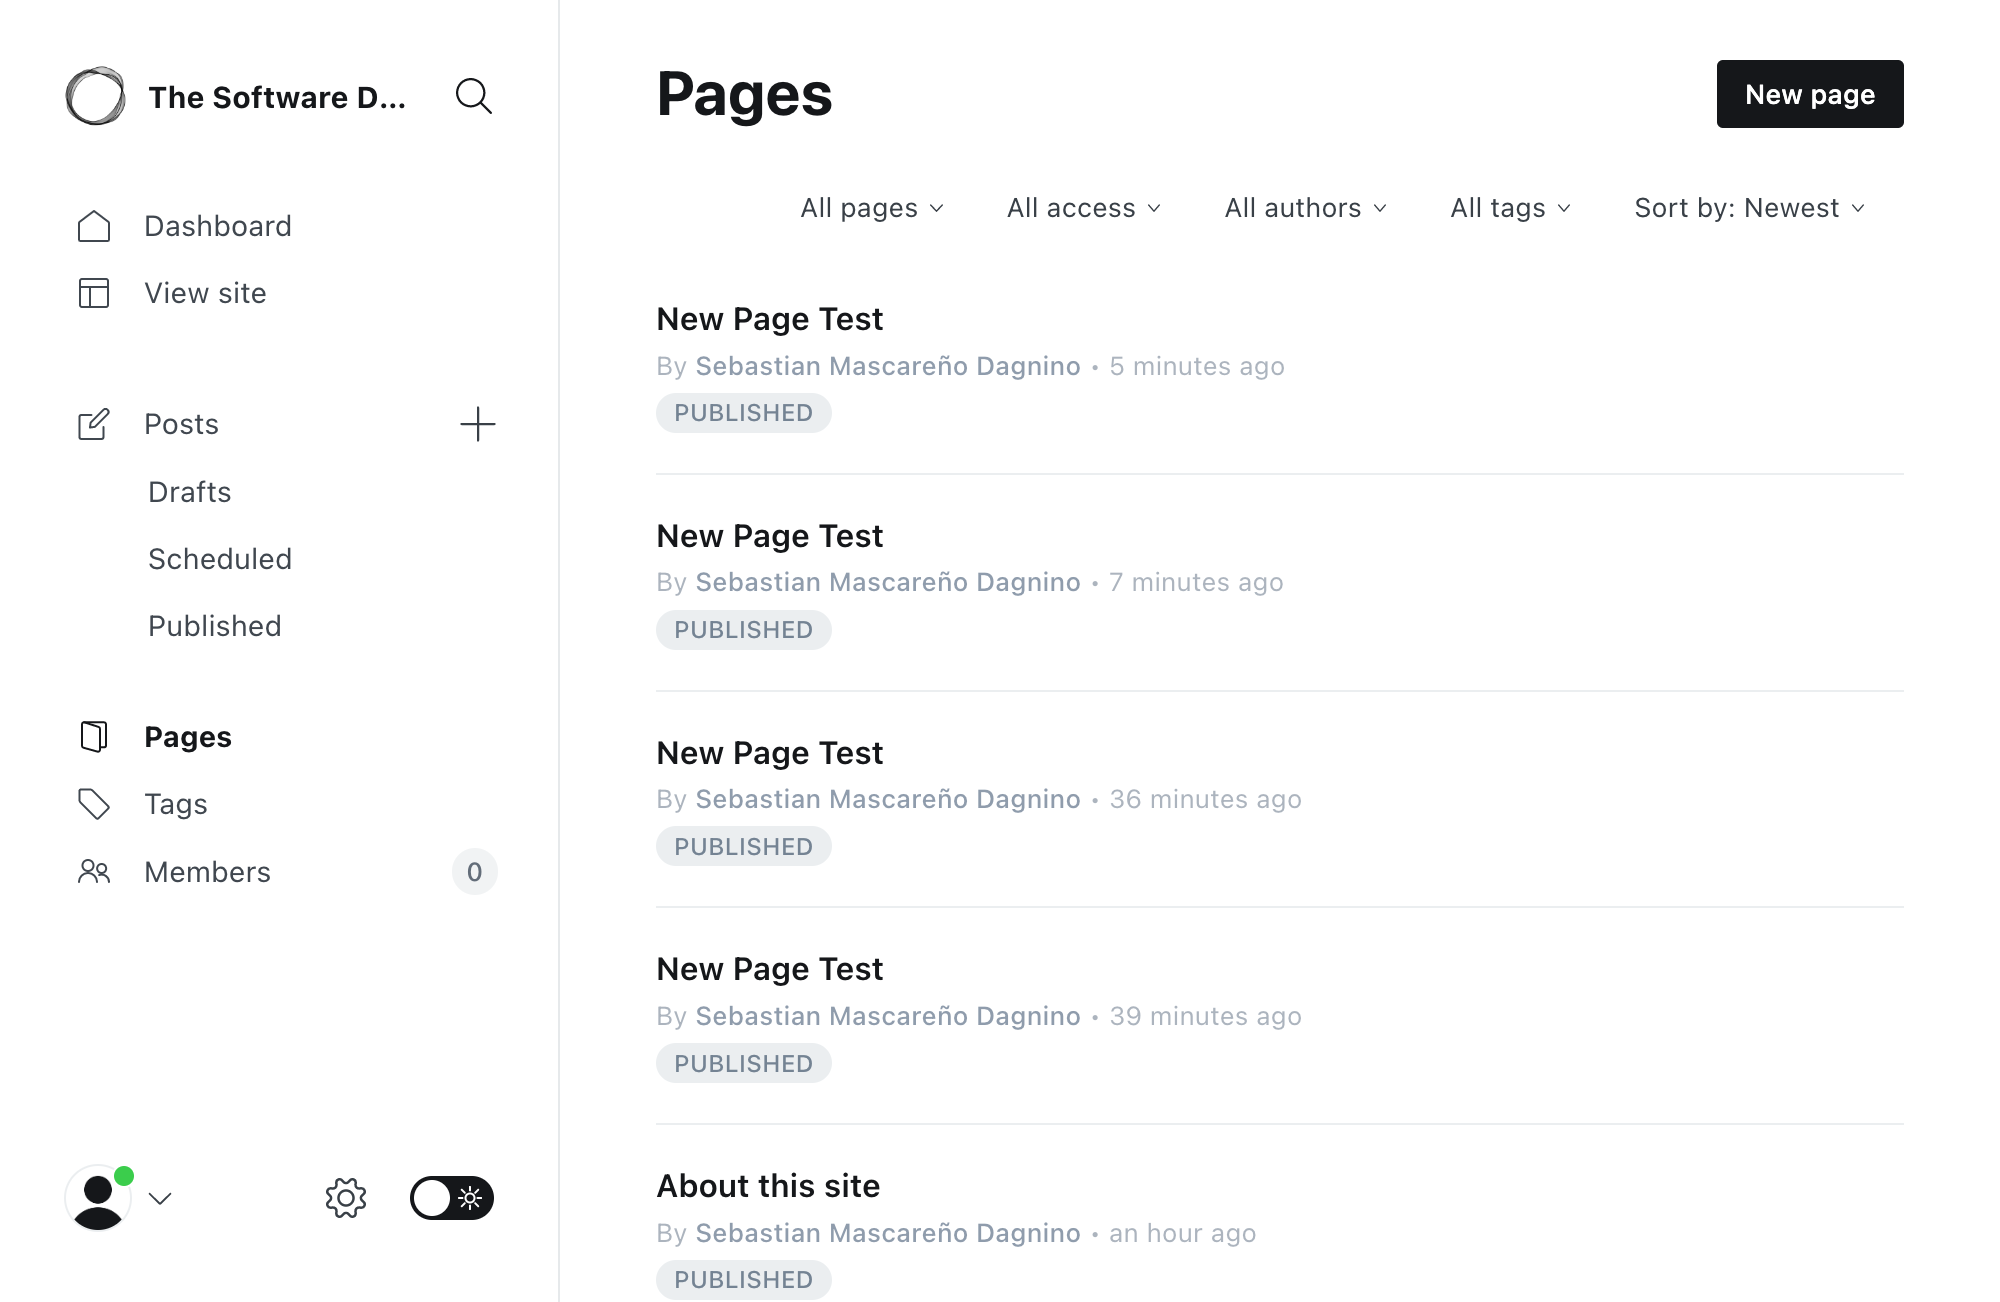 The Software D...
Dashboard
View site
Posts
Drafts
Scheduled
Published
Pages
Tags
Members 0
Pages
New page
All pages All access All authors All tags Sort by: Newest
New Page Test
By Sebastian Mascareño Dagnino • 5 minutes ago
PUBLISHED
New Page Test
By Sebastian Mascareño Dagnino • 7 minutes ago
PUBLISHED
New Page Test
By Sebastian Mascareño Dagnino • 36 minutes ago
PUBLISHED
New Page Test
By Sebastian Mascareño Dagnino • 39 minutes ago
PUBLISHED
About this site
By Sebastian Mascareño Dagnino • an hour ago
PUBLISHED